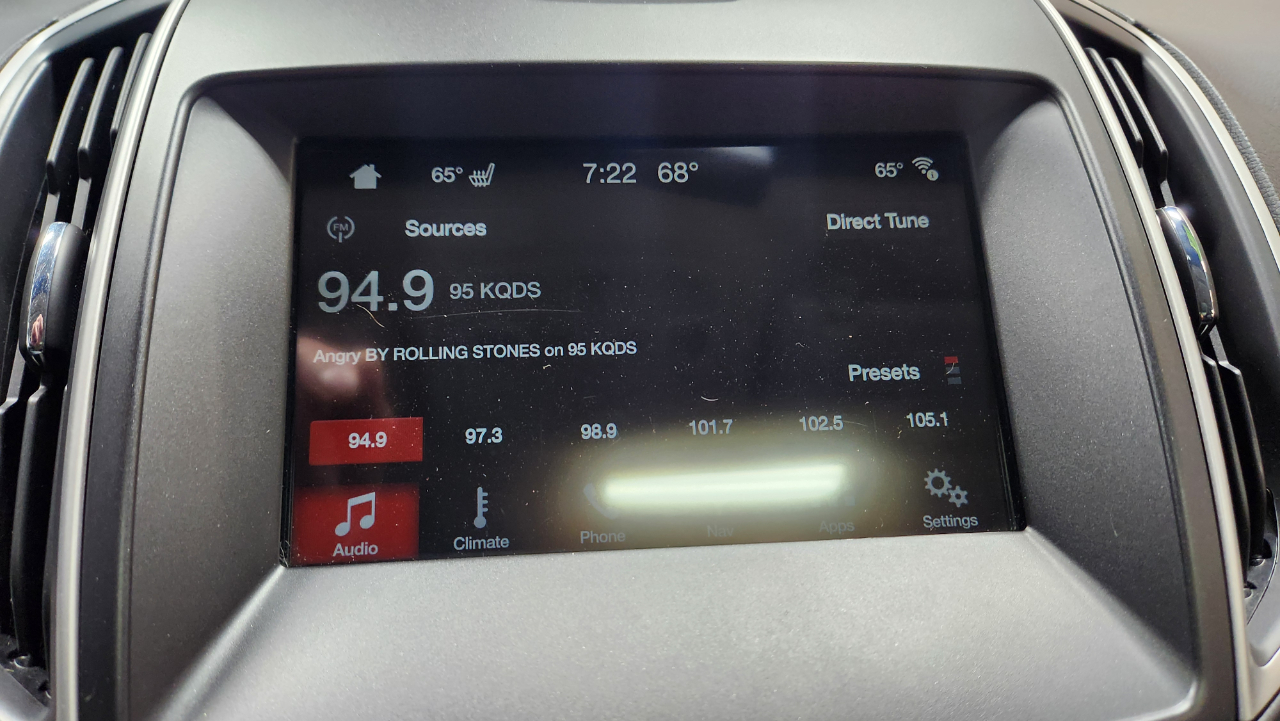 65° 7:22 68° 65°
FM Sources Direct Tune
94.9 95 KQDS
Angry BY ROLLING STONES on 95 KQDS
Presets
94.9 97.3 98.9 101.7 102.5 105.1
Audio Climate Phone Nav Apps Settings